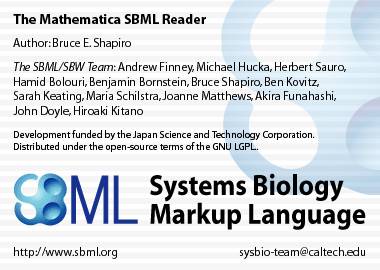 The Mathematica SBML Reader
Author: Bruce E. Shapiro
The SBML/SBW Team: Andrew Finney, Michael Hucka, Herbert Sauro,
Hamid Bolouri, Benjamin Bornstein, Bruce Shapiro, Ben Kovitz,
Sarah Keating, Maria Schilstra, Joanne Matthews, Akira Funahashi,
John Doyle, Hiroaki Kitano
Development funded by the Japan Science and Technology Corporation.
Distributed under the open-source terms of the GNU LGPL..
SBML Systems Biology
Markup Language
http://www.sbml.org sysbio-team@caltech.edu